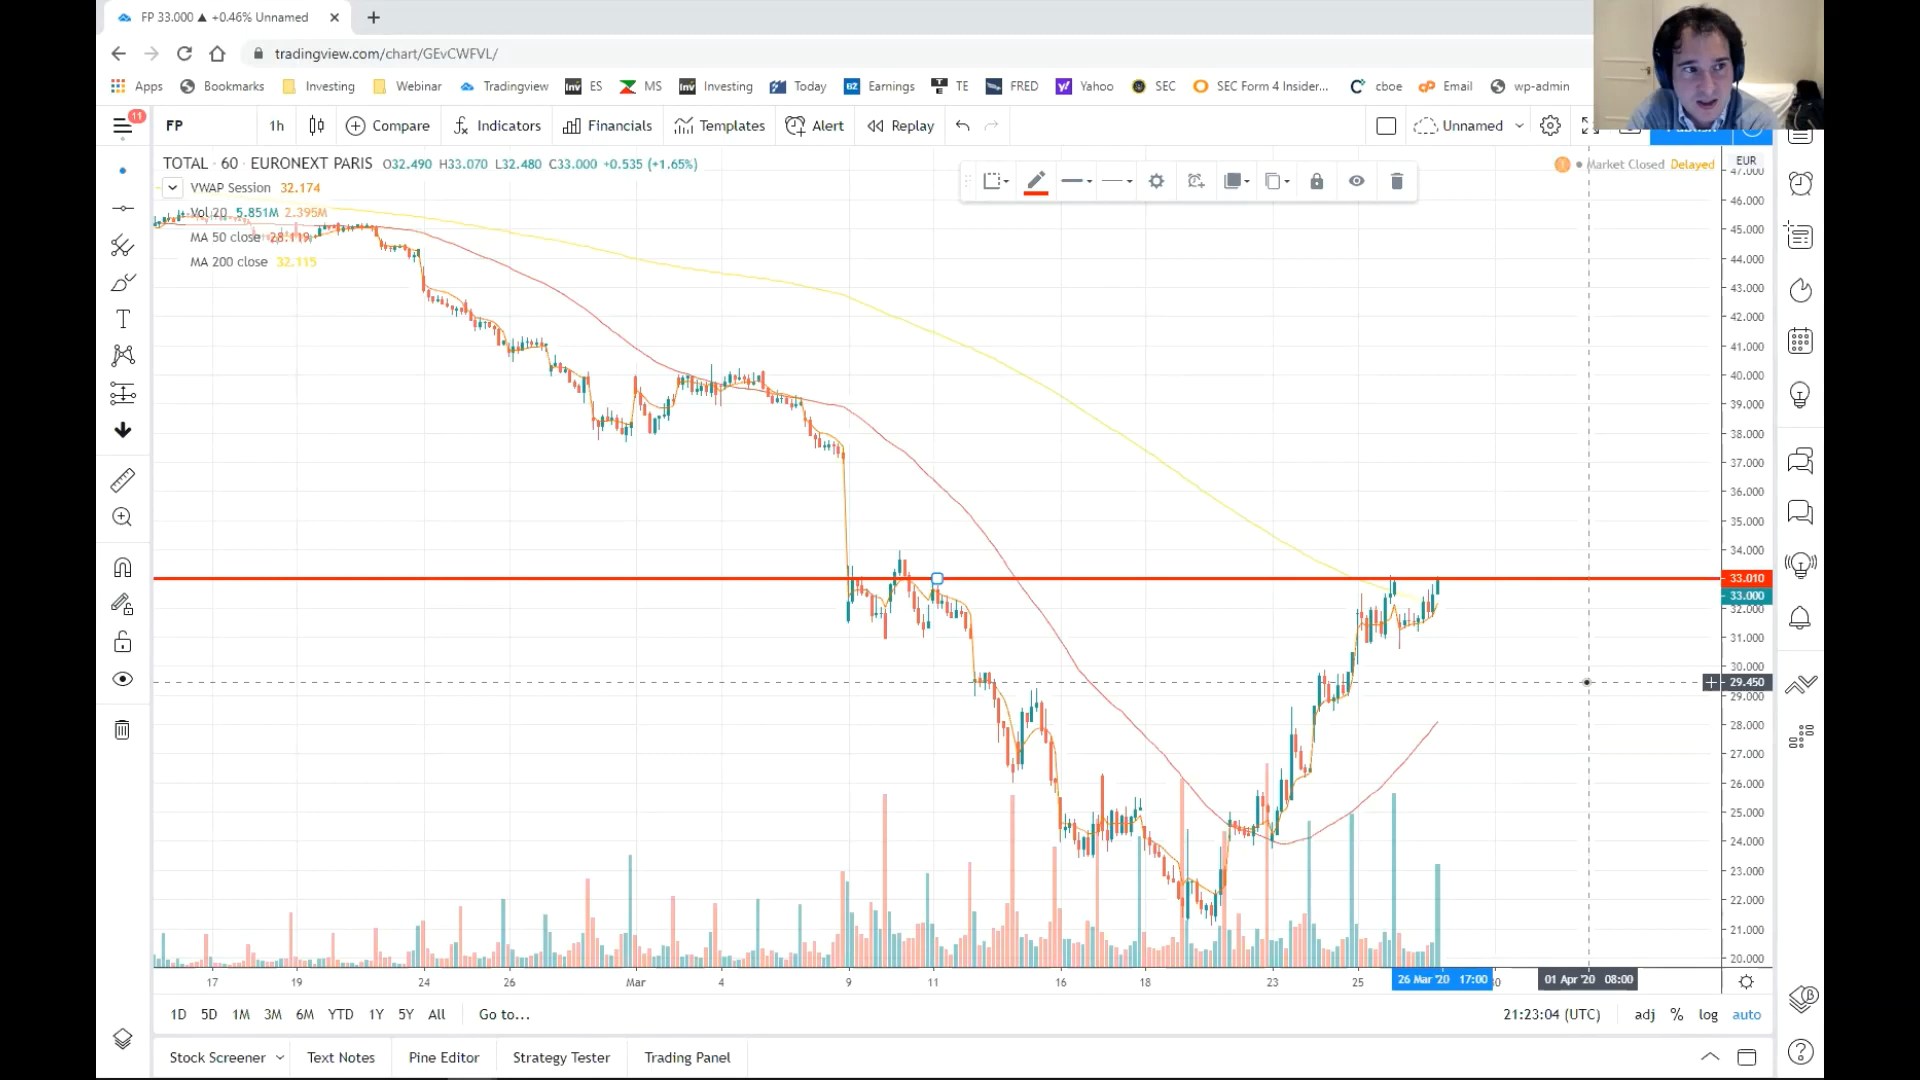 FP 33.000 ▲ +0.46% Unnamed
tradingview.com/chart/GEvCWFVL/
Apps Bookmarks Investing Webinar Tradingview Inv ES MS Inv Investing Today BZ Earnings TE FRED Yahoo SEC SEC Form 4 Insider... cboe Email wp-admin
11
FP 1h Compare Indicators Financials Templates Alert Replay Unnamed
TOTAL · 60 · EURONEXT PARIS O32.490 H33.070 L32.480 C33.000 +0.535 (+1.65%)
Market Closed Delayed EUR
VWAP Session 32.174
Vol 20 5.851M 2.395M
MA 50 close 28.119
MA 200 close 32.115
47.000
46.000
45.000
44.000
43.000
42.000
41.000
40.000
39.000
38.000
37.000
36.000
35.000
34.000
33.010
33.000
32.000
31.000
30.000
29.450
29.000
28.000
27.000
26.000
25.000
24.000
23.000
22.000
21.000
20.000
17 19 24 26 Mar 4 9 11 16 18 23 25 26 Mar '20 17:00 01 Apr '20 08:00
1D 5D 1M 3M 6M YTD 1Y 5Y All Go to... 21:23:04 (UTC) adj % log auto
Stock Screener Text Notes Pine Editor Strategy Tester Trading Panel